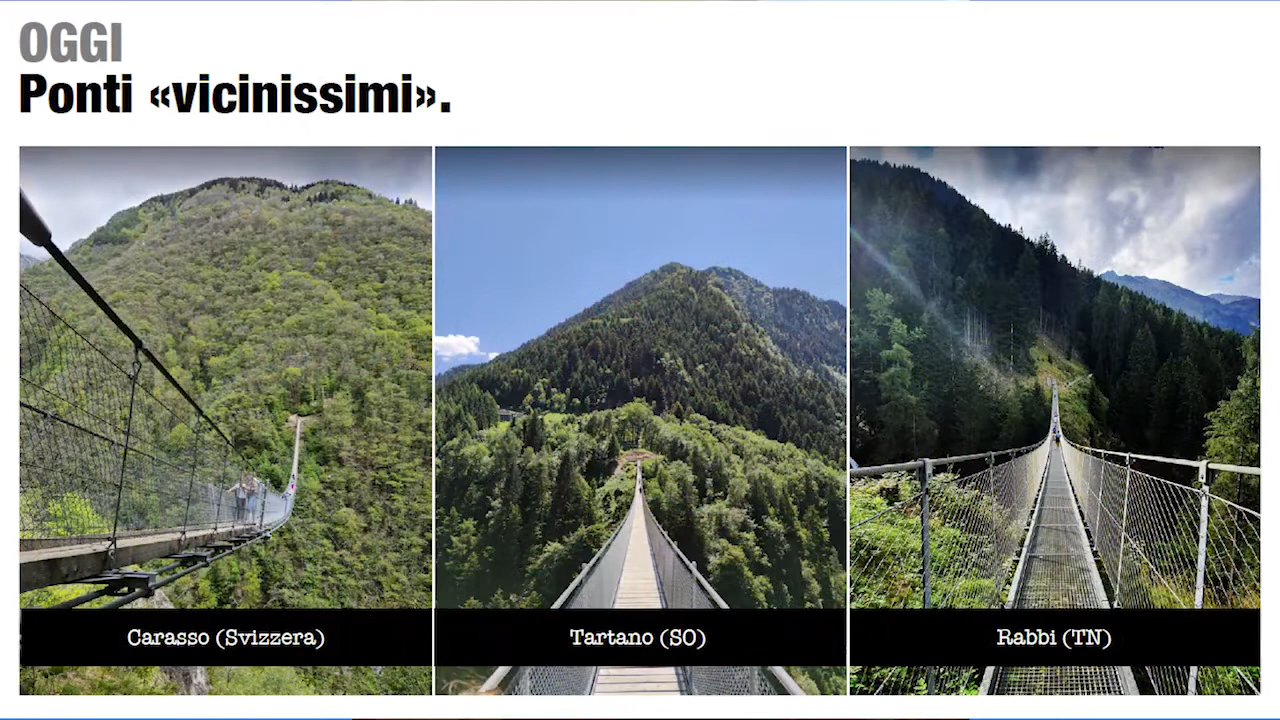 OGGI
Ponti «vicinissimi».
Carasso (Svizzera)
Tartano (SO)
Rabbi (TN)